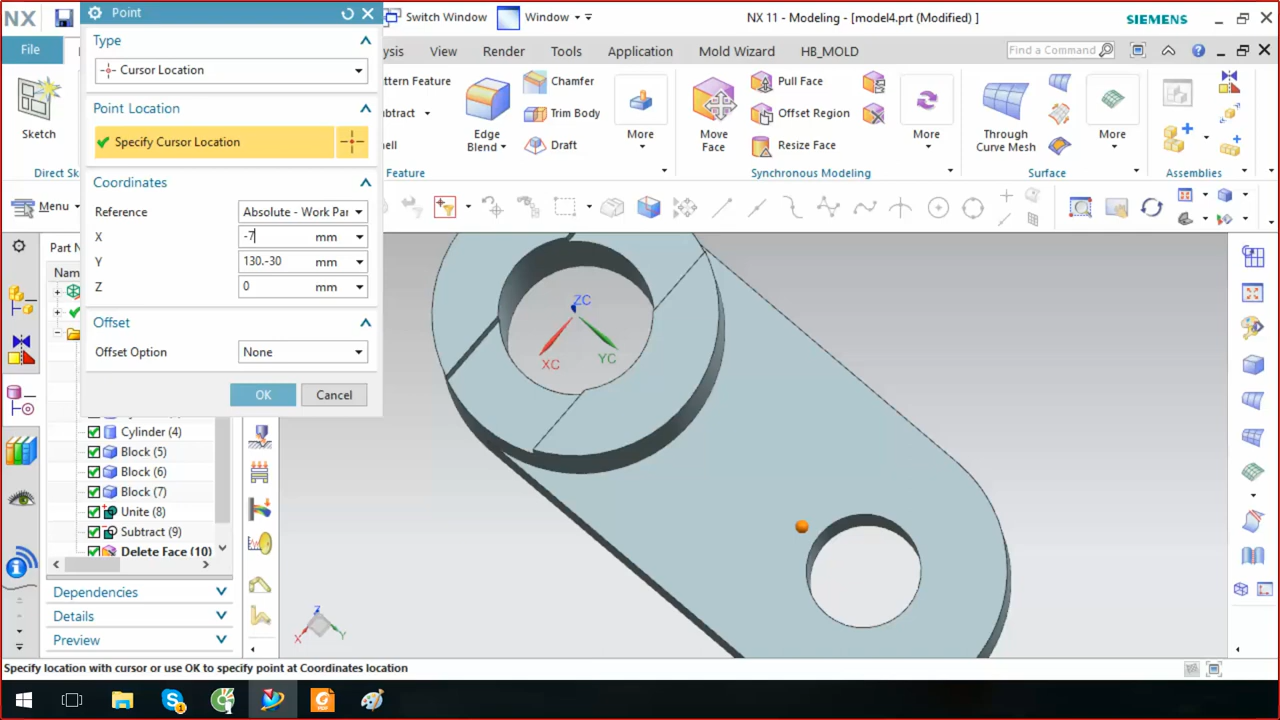 NX
Point
Switch Window
Window
NX 11 - Modeling - [model4.prt (Modified) ]
SIEMENS
File
Type
ysis
View
Render
Tools
Application
Mold Wizard
HB_MOLD
Find a Command
Cursor Location
Sketch
ttern Feature
btract
ell
Edge
Blend
Chamfer
Trim Body
Draft
More
Move
Face
Pull Face
Offset Region
Resize Face
More
Through
Curve Mesh
More
Point Location
Specify Cursor Location
Direct Sk
Feature
Synchronous Modeling
Surface
Assemblies
Coordinates
Menu
Reference
Absolute - Work Par
X
-7
mm
Y
130.-30
mm
Z
0
mm
Part N
Name
Offset
Offset Option
None
OK
Cancel
ZC
XC
YC
Cylinder (4)
Block (5)
Block (6)
Block (7)
Unite (8)
Subtract (9)
Delete Face (10)
Dependencies
Details
Preview
Z
X
Y
Specify location with cursor or use OK to specify point at Coordinates location